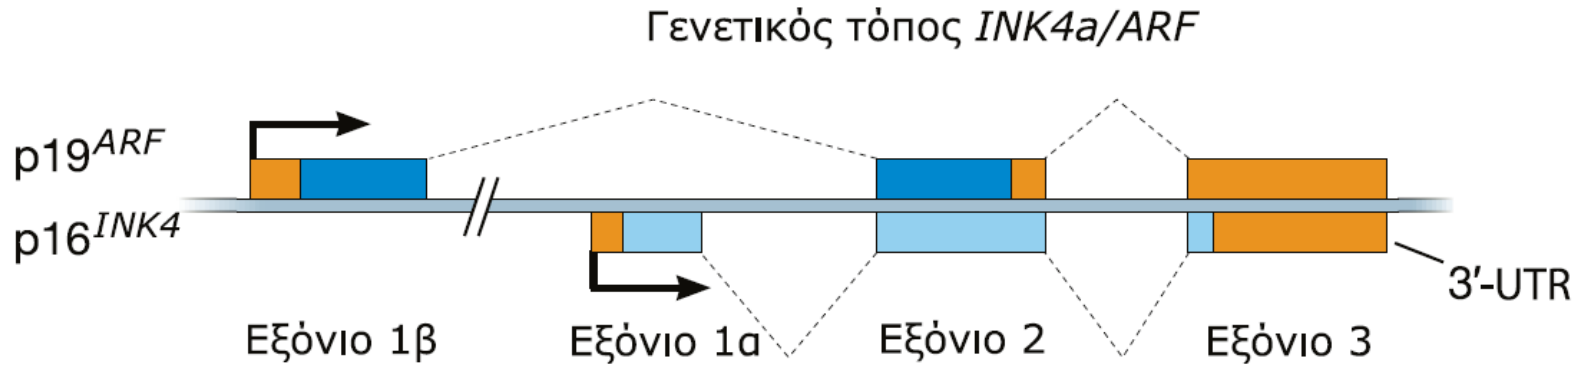 Γενετικός τόπος INK4a/ARF
p19ARF
p16INK4
3′-UTR
Εξόνιο 1β
Εξόνιο 1α
Εξόνιο 2
Εξόνιο 3